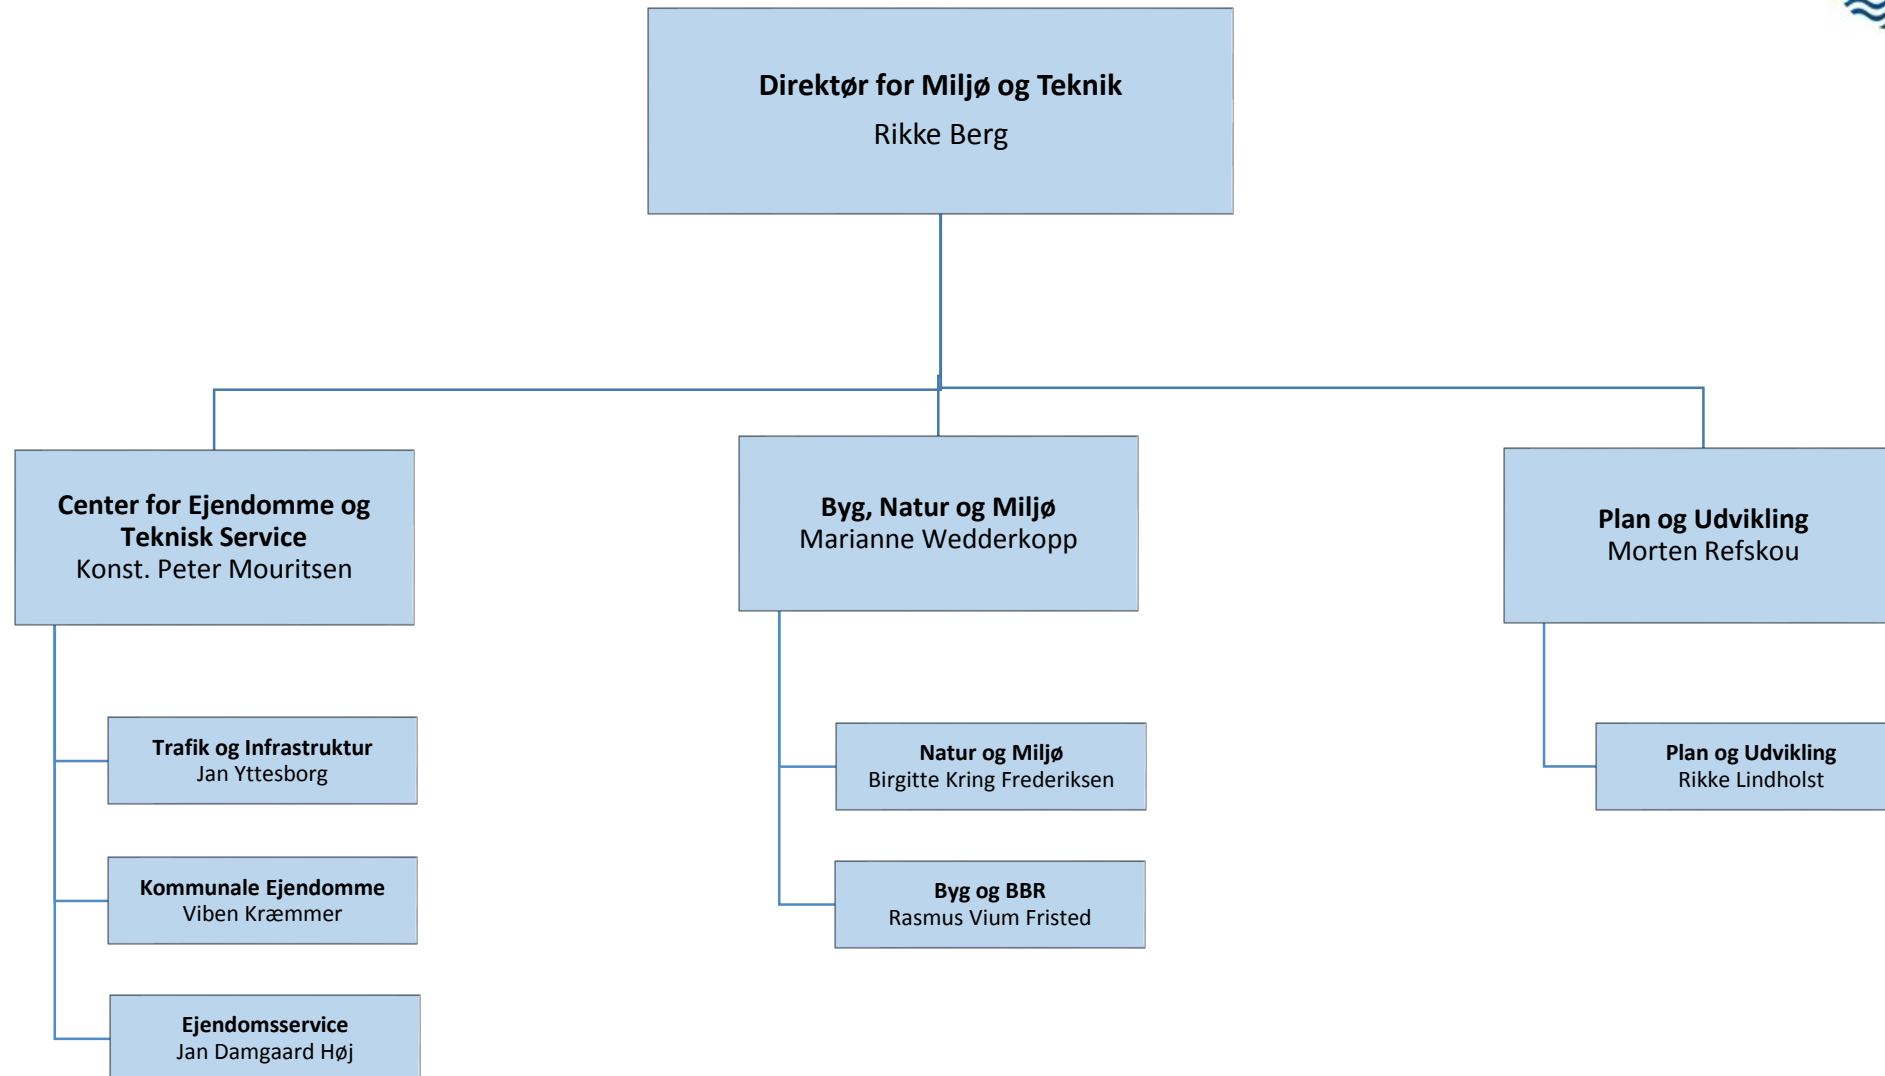 Direktør for Miljø og Teknik
Rikke Berg
Center for Ejendomme og
Teknisk Service
Konst. Peter Mouritsen
Byg, Natur og Miljø
Marianne Wedderkopp
Plan og Udvikling
Morten Refskou
Trafik og Infrastruktur
Jan Yttesborg
Kommunale Ejendomme
Viben Kræmmer
Ejendomsservice
Jan Damgaard Høj
Natur og Miljø
Birgitte Kring Frederiksen
Byg og BBR
Rasmus Vium Fristed
Plan og Udvikling
Rikke Lindholst